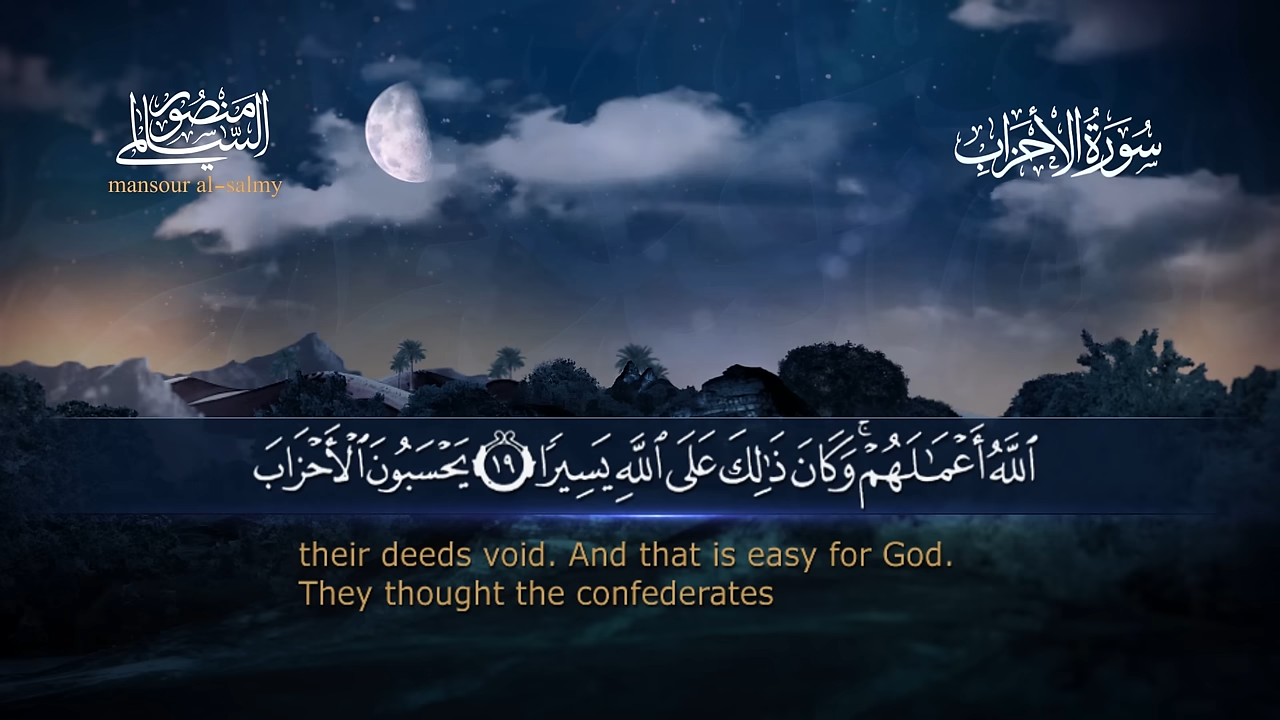 منصور
السالمي
mansour al-salmy
سُورَةُ الأَحْزَابِ
ٱللَّهُ أَعْمَـٰلَهُمْ ۚ وَكَانَ ذَٰلِكَ عَلَى ٱللَّهِ يَسِيرًا ١٩ يَحْسَبُونَ ٱلْأَحْزَابَ
their deeds void. And that is easy for God.
They thought the confederates